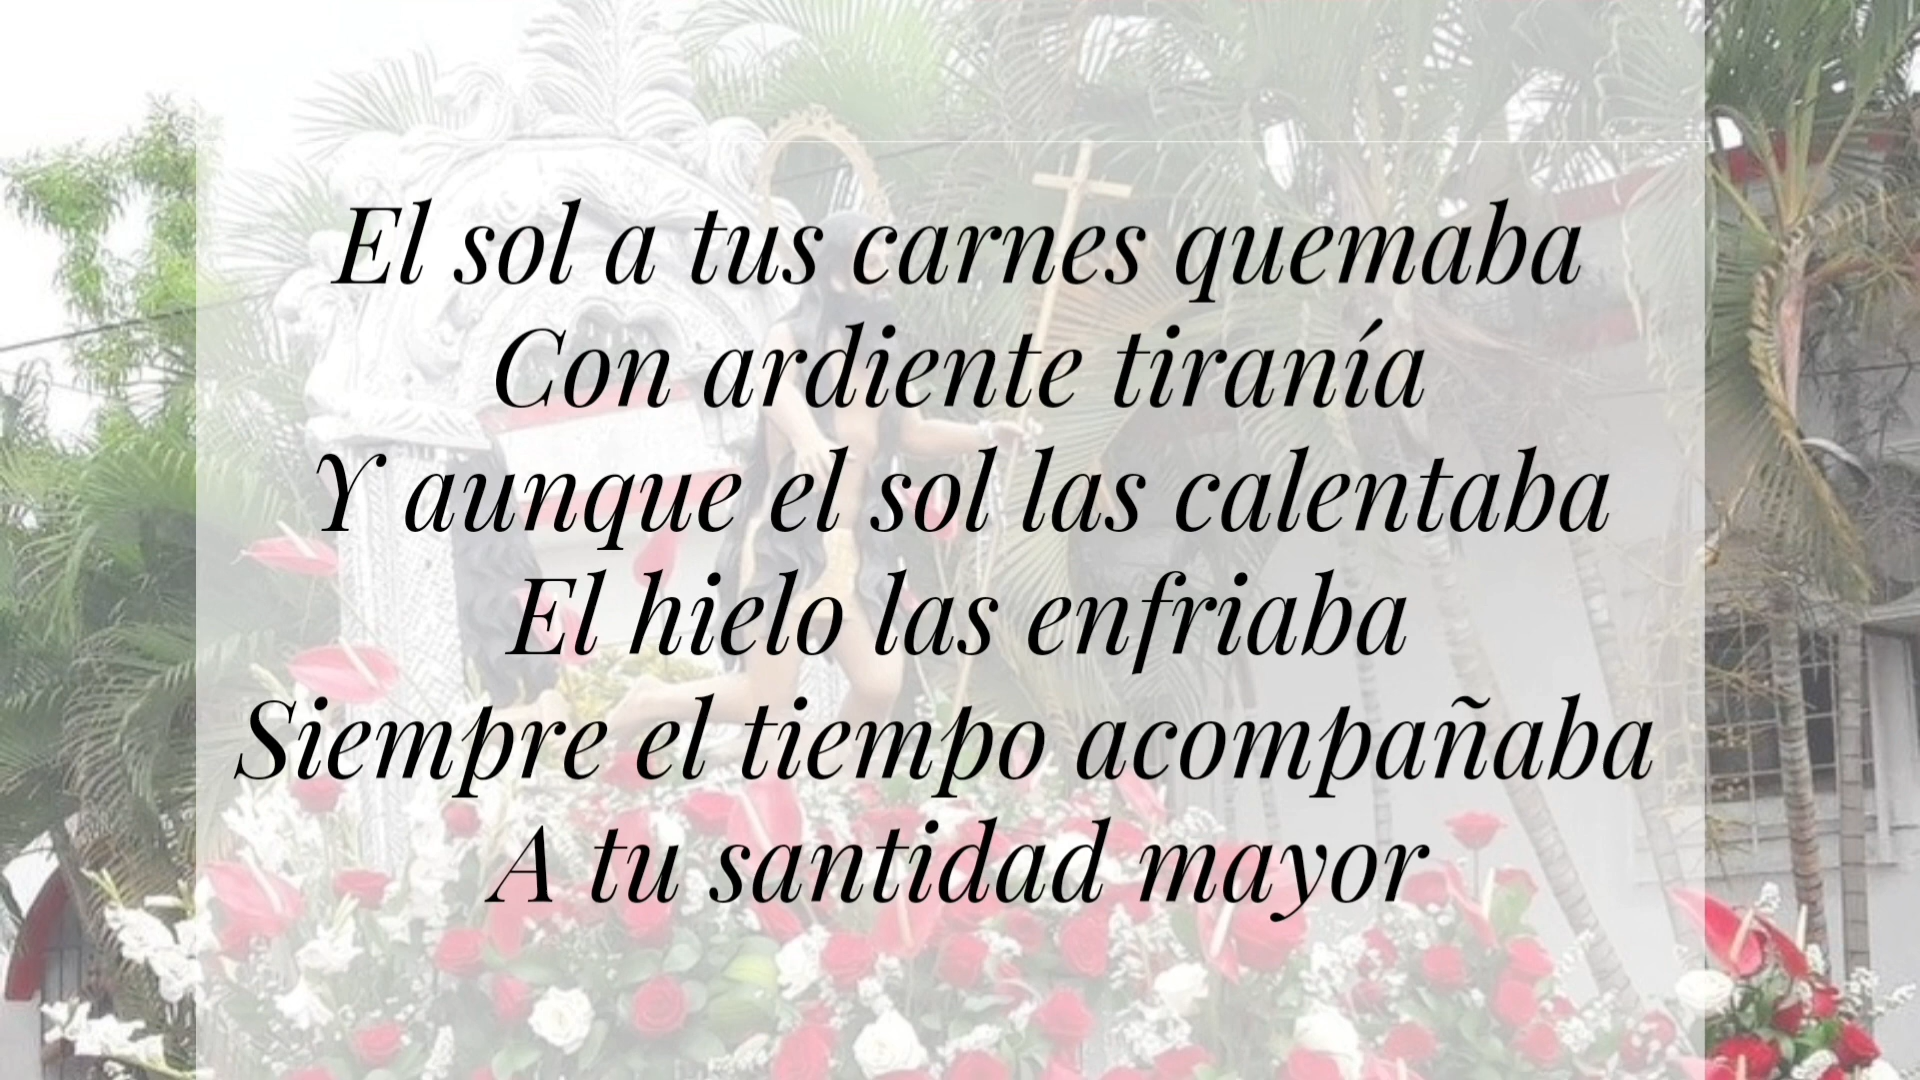 El sol a tus carnes quemaba
Con ardiente tiranía
Y aunque el sol las calentaba
El hielo las enfriaba
Siempre el tiempo acompañaba
A tu santidad mayor